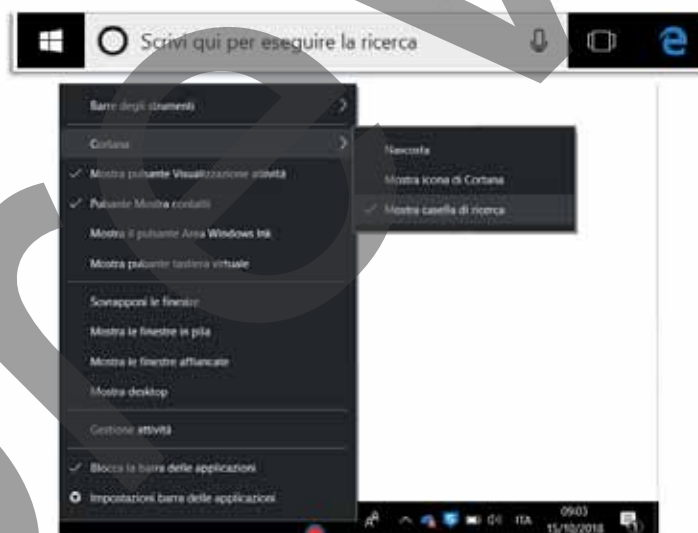 Scrivi qui per eseguire la ricerca
Barre degli strumenti
Cortana
Mostra pulsante Visualizzazione attività
Pulsante Mostra contatti
Mostra il pulsante Area Windows Ink
Mostra pulsante tastiera virtuale
Sovrapponi le finestre
Mostra le finestre in pila
Mostra le finestre affiancate
Mostra desktop
Gestione attività
Blocca la barra delle applicazioni
Impostazioni barra delle applicazioni
Nascosta
Mostra icona di Cortana
Mostra casella di ricerca
ITA
09:03
15/10/2018